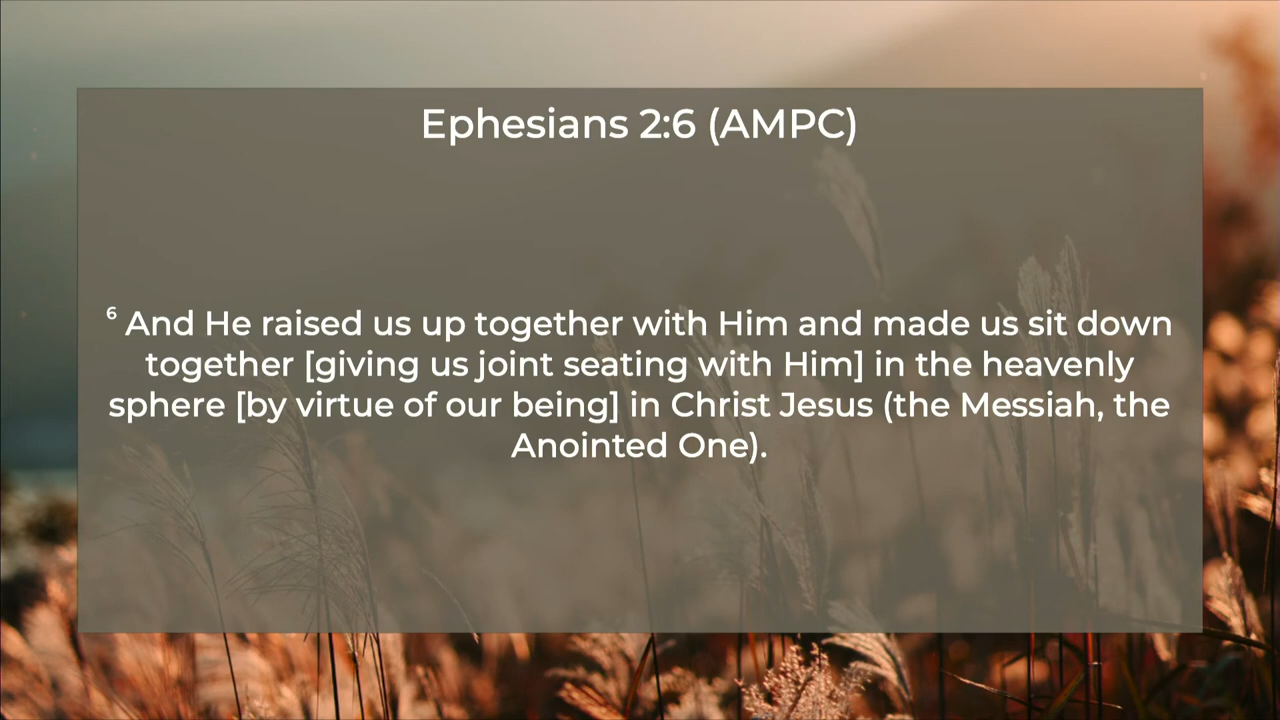 Ephesians 2:6 (AMPC)
6 And He raised us up together with Him and made us sit down
together [giving us joint seating with Him] in the heavenly
sphere [by virtue of our being] in Christ Jesus (the Messiah, the
Anointed One).